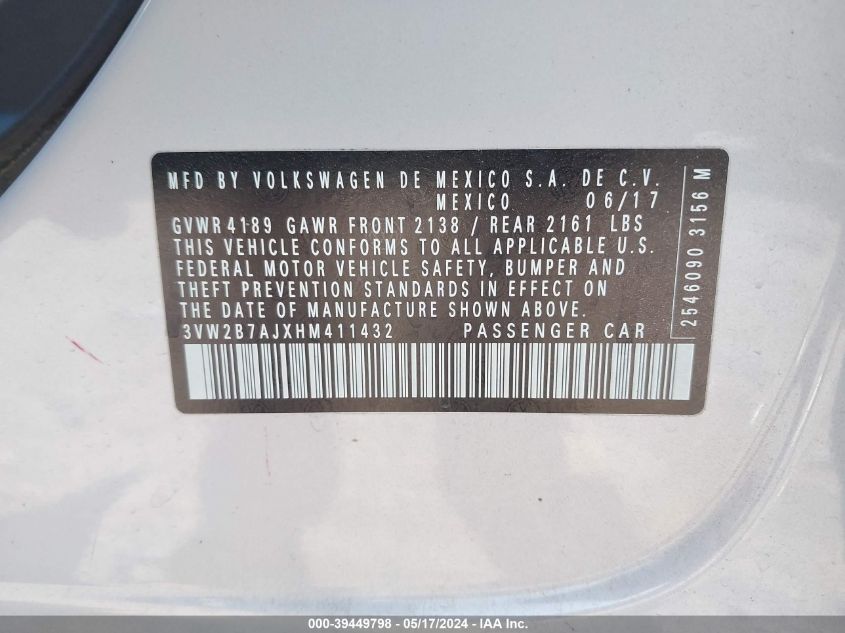 MFD BY VOLKSWAGEN DE MEXICO S.A. DE C.V.
MEXICO 06/17
GVWR 4189 GAWR FRONT 2138 / REAR 2161 LBS
THIS VEHICLE CONFORMS TO ALL APPLICABLE U.S.
FEDERAL MOTOR VEHICLE SAFETY, BUMPER AND
THEFT PREVENTION STANDARDS IN EFFECT ON
THE DATE OF MANUFACTURE SHOWN ABOVE.
3VW2B7AJXHM411432 PASSENGER CAR
2546090 3156 M
000-39449798 - 05/17/2024 - IAA Inc.